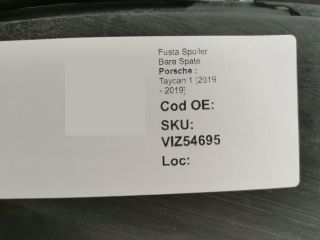 Fusta Spoiler
Bara Spate
Porsche :
Taycan 1 [2019
- 2019]
Cod OE:
SKU:
VIZ54695
Loc: